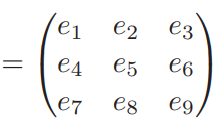 e₁ e₂ e₃
= e₄ e₅ e₆
e₇ e₈ e₉